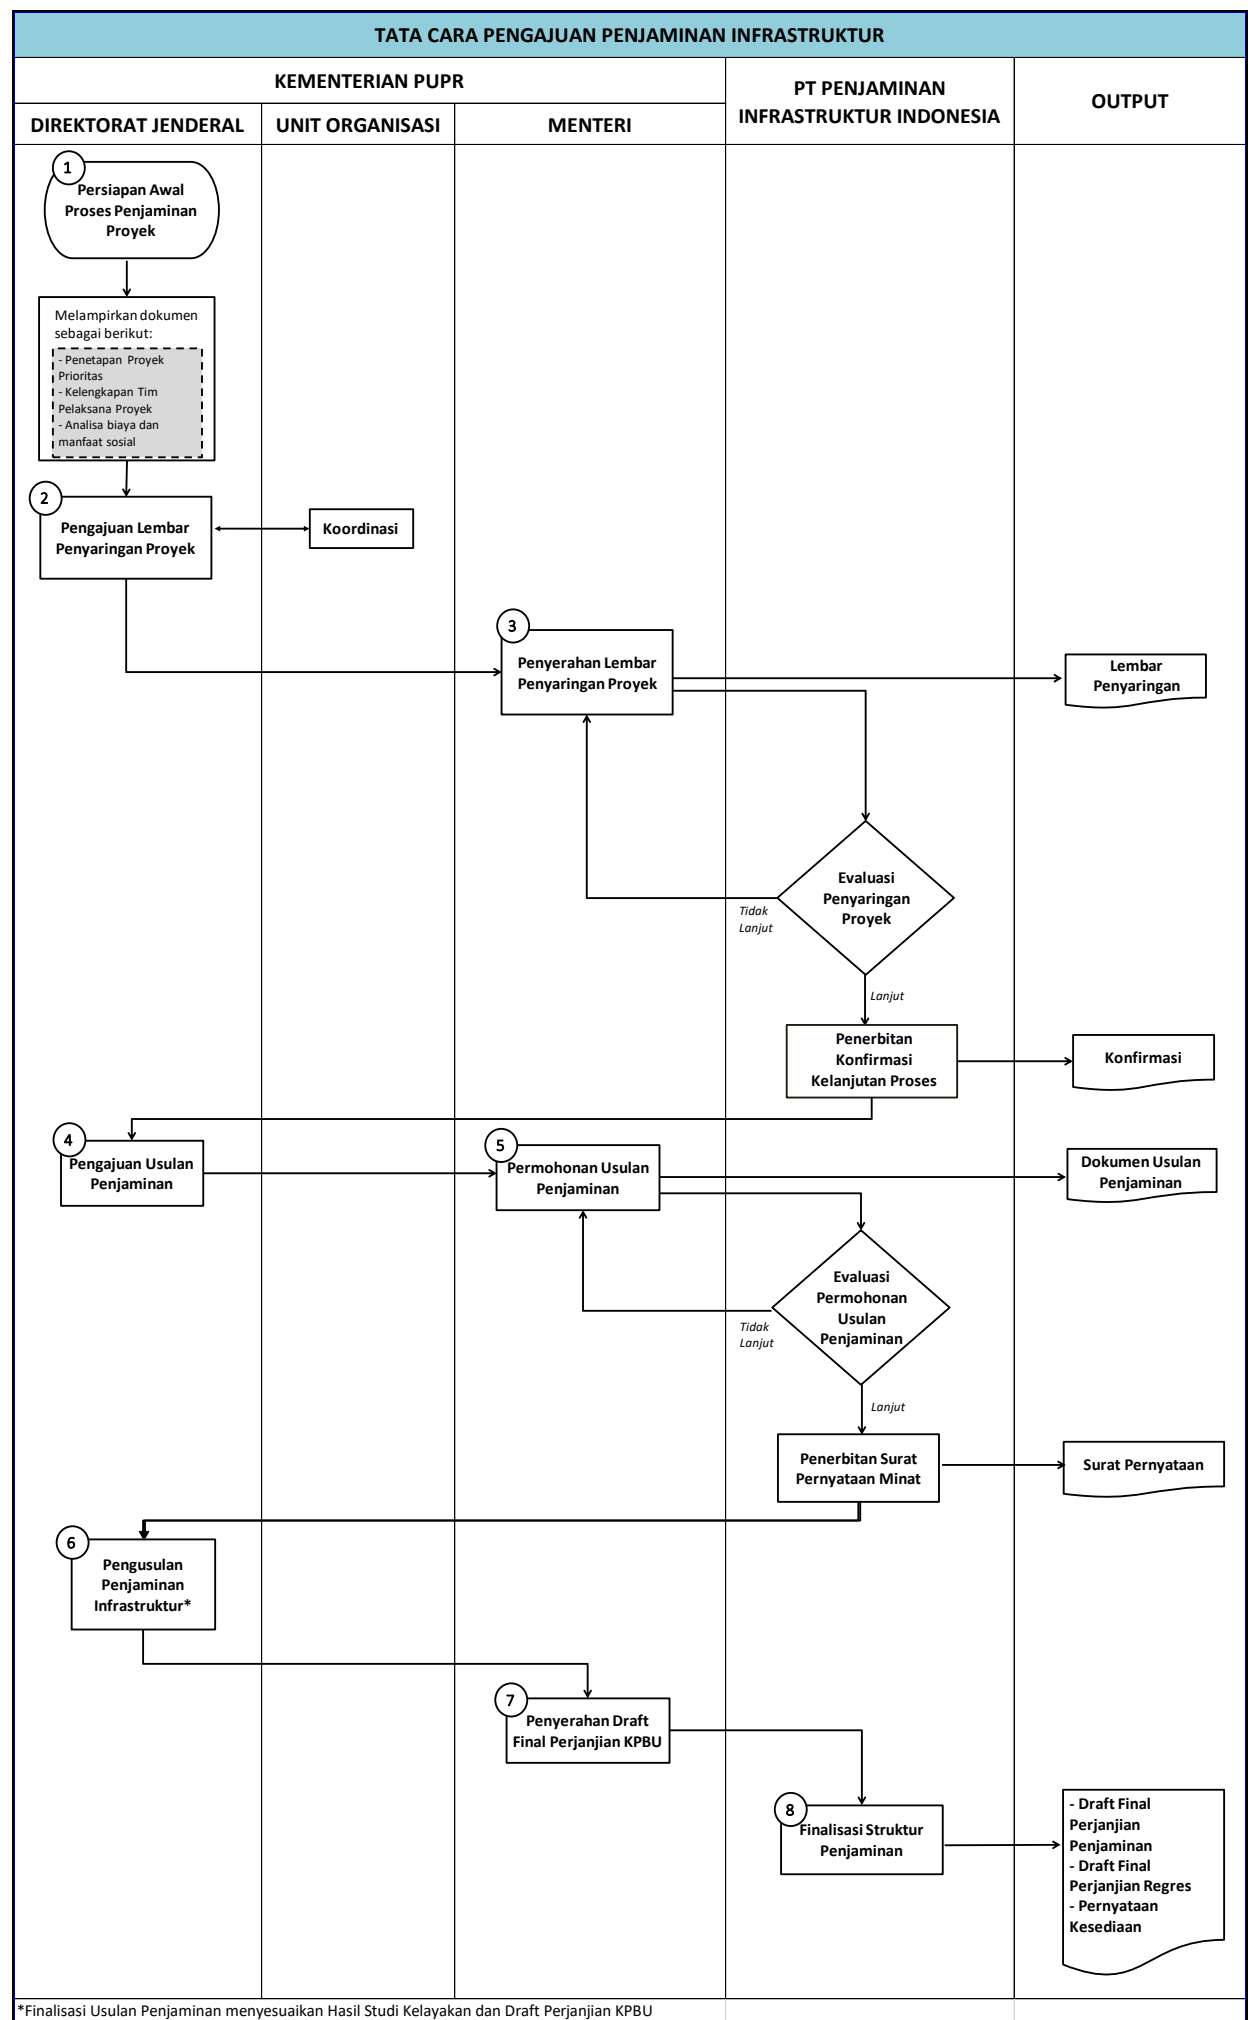 TATA CARA PENGAJUAN PENJAMINAN INFRASTRUKTUR
KEMENTERIAN PUPR
PT PENJAMINAN
INFRASTRUKTUR INDONESIA
OUTPUT
DIREKTORAT JENDERAL
UNIT ORGANISASI
MENTERI
1
Persiapan Awal
Proses Penjaminan
Proyek
Melampirkan dokumen
sebagai berikut:
- Penetapan Proyek
Prioritas
- Kelengkapan Tim
Pelaksana Proyek
- Analisa biaya dan
manfaat sosial
2
Pengajuan Lembar
Penyaringan Proyek
Koordinasi
3
Penyerahan Lembar
Penyaringan Proyek
Lembar
Penyaringan
Evaluasi
Penyaringan
Proyek
Tidak
Lanjut
Lanjut
Penerbitan
Konfirmasi
Kelanjutan Proses
Konfirmasi
4
Pengajuan Usulan
Penjaminan
5
Permohonan Usulan
Penjaminan
Dokumen Usulan
Penjaminan
Evaluasi
Permohonan
Usulan
Penjaminan
Tidak
Lanjut
Lanjut
Penerbitan Surat
Pernyataan Minat
Surat Pernyataan
6
Pengusulan
Penjaminan
Infrastruktur*
7
Penyerahan Draft
Final Perjanjian KPBU
8
Finalisasi Struktur
Penjaminan
- Draft Final
Perjanjian
Penjaminan
- Draft Final
Perjanjian Regres
- Pernyataan
Kesediaan
*Finalisasi Usulan Penjaminan menyesuaikan Hasil Studi Kelayakan dan Draft Perjanjian KPBU